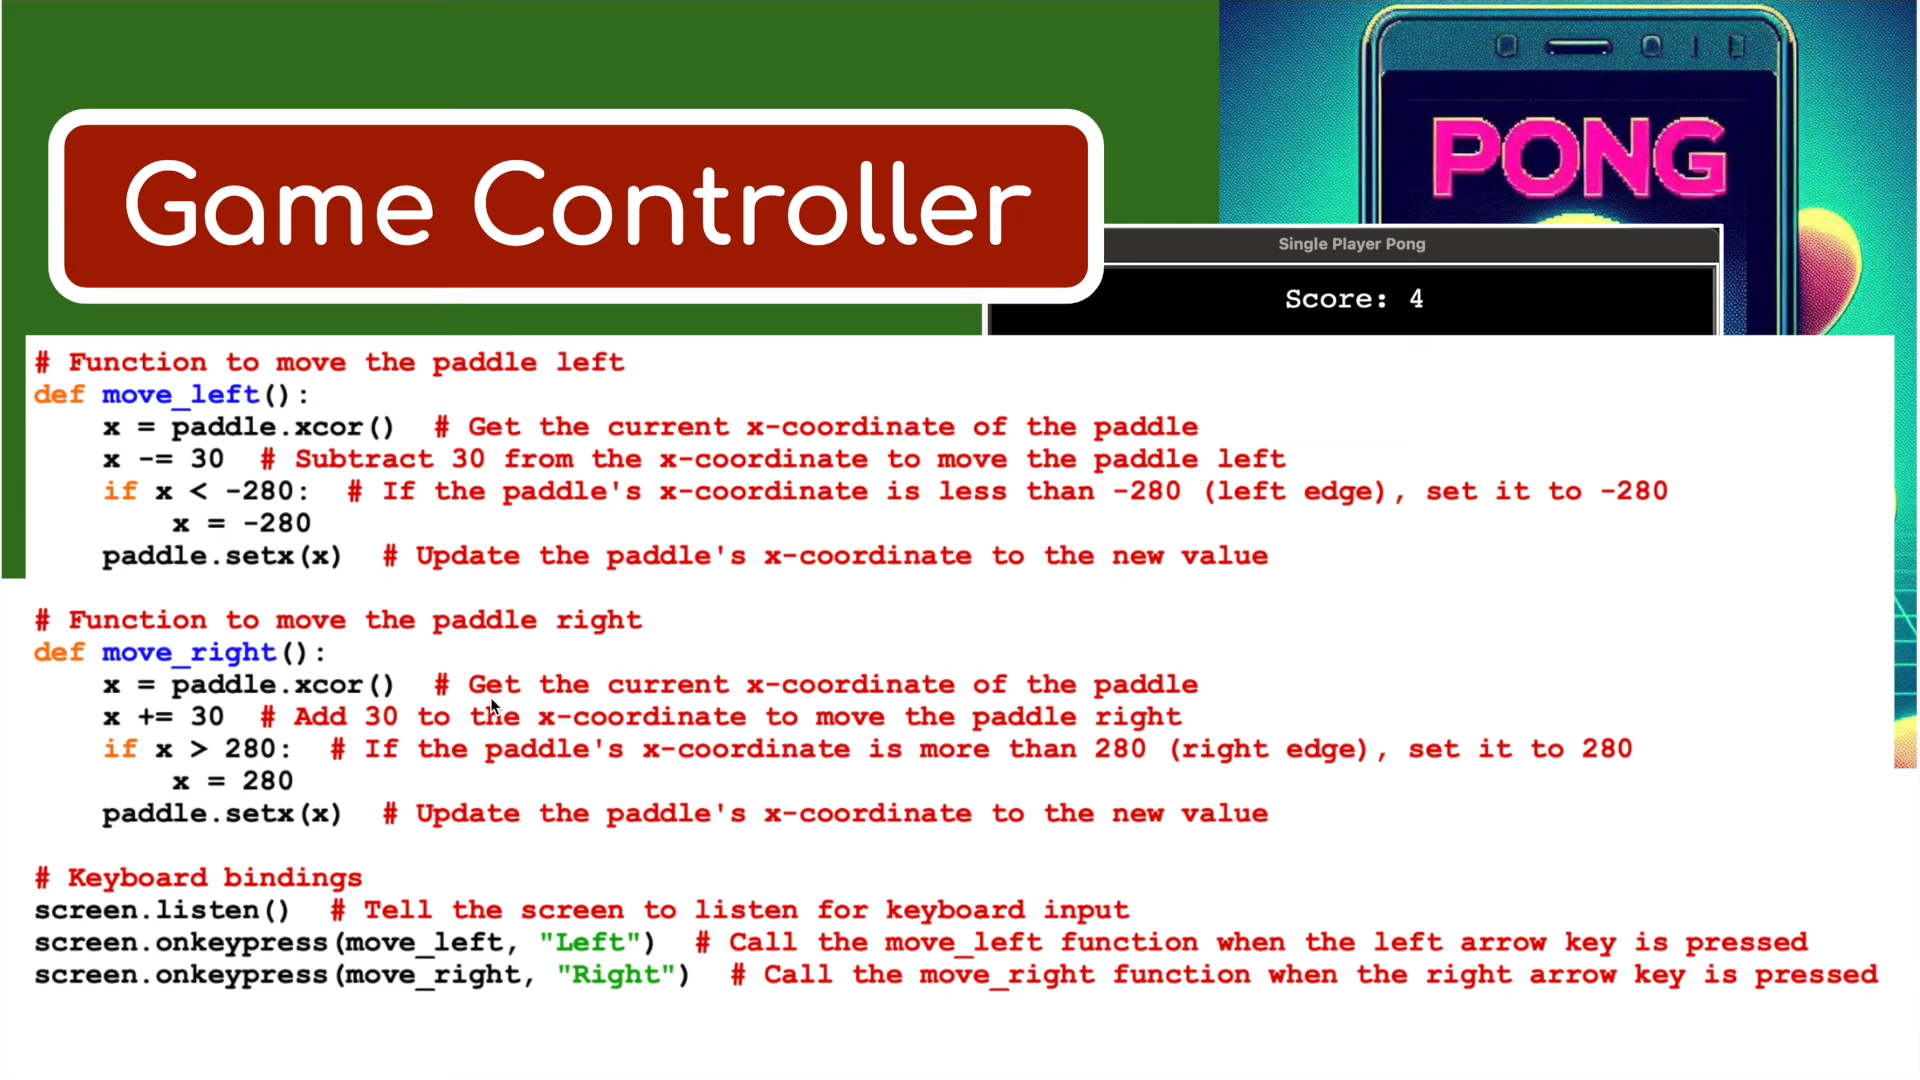 PONG
Game Controller
Single Player Pong
Score: 4
# Function to move the paddle left
def move_left():
    x = paddle.xcor()  # Get the current x-coordinate of the paddle
    x -= 30  # Subtract 30 from the x-coordinate to move the paddle left
    if x < -280:  # If the paddle's x-coordinate is less than -280 (left edge), set it to -280
        x = -280
    paddle.setx(x)  # Update the paddle's x-coordinate to the new value
# Function to move the paddle right
def move_right():
    x = paddle.xcor()  # Get the current x-coordinate of the paddle
    x += 30  # Add 30 to the x-coordinate to move the paddle right
    if x > 280:  # If the paddle's x-coordinate is more than 280 (right edge), set it to 280
        x = 280
    paddle.setx(x)  # Update the paddle's x-coordinate to the new value
# Keyboard bindings
screen.listen()  # Tell the screen to listen for keyboard input
screen.onkeypress(move_left, "Left")  # Call the move_left function when the left arrow key is pressed
screen.onkeypress(move_right, "Right")  # Call the move_right function when the right arrow key is pressed